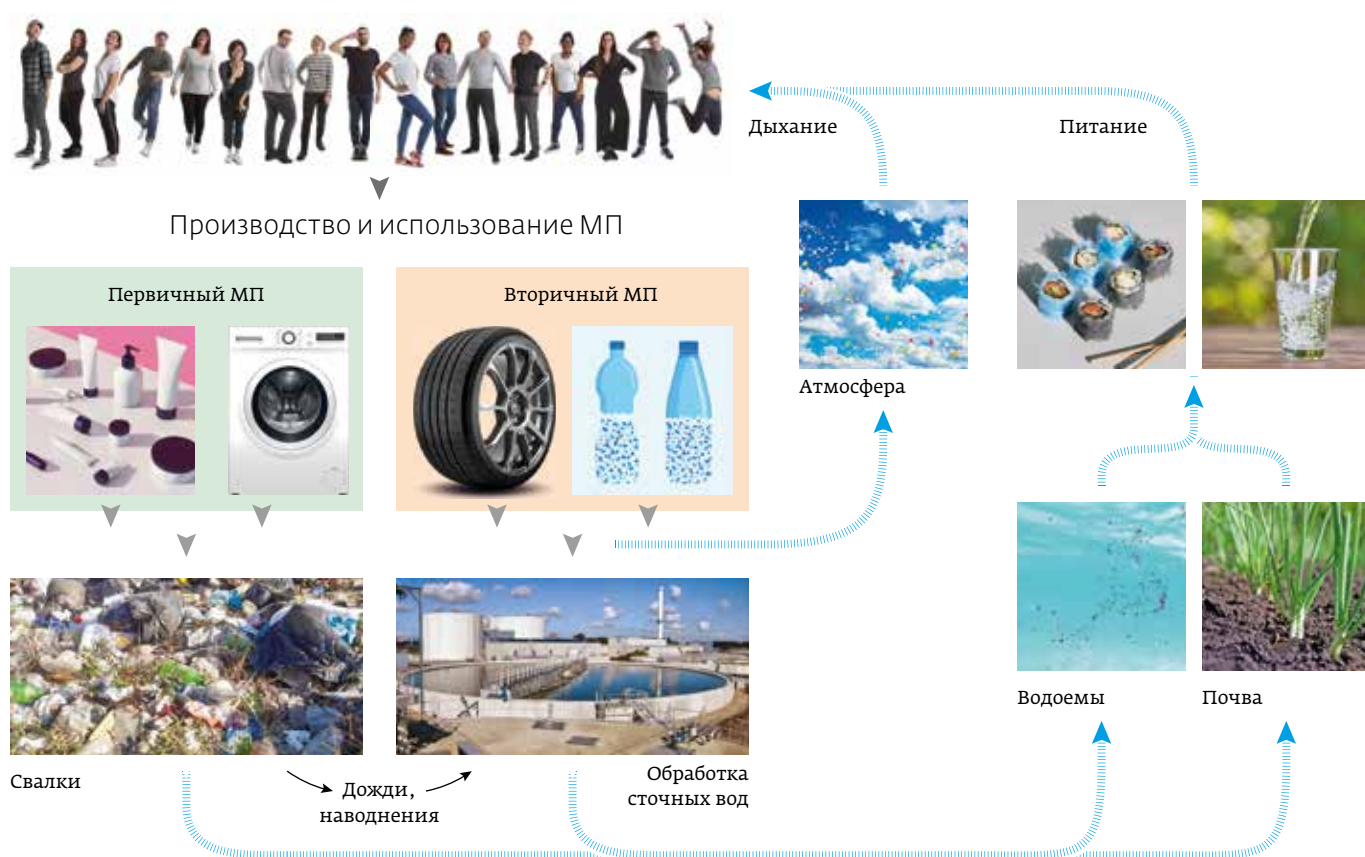 Дыхание
Питание
Производство и использование МП
Первичный МП
Вторичный МП
Атмосфера
Водоемы
Почва
Свалки
Дожди,
наводнения
Обработка
сточных вод